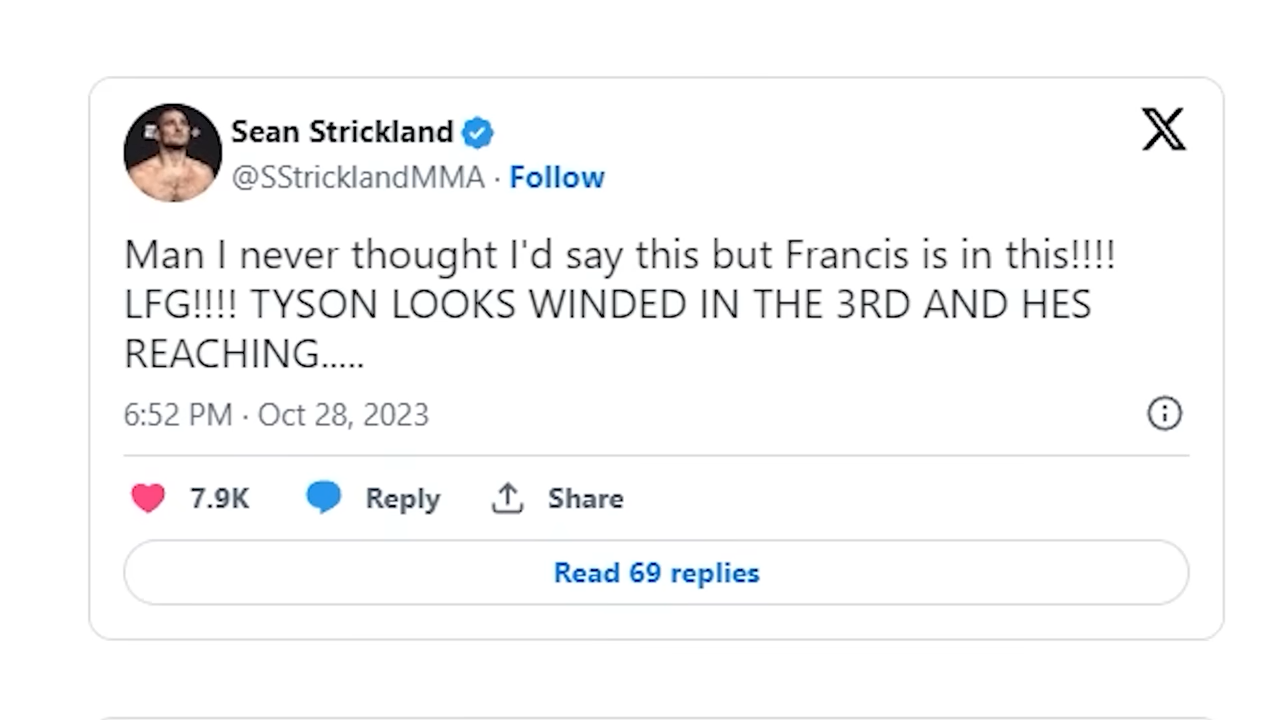 Sean Strickland
@SStricklandMMA · Follow
Man I never thought I'd say this but Francis is in this!!!!
LFG!!!! TYSON LOOKS WINDED IN THE 3RD AND HES
REACHING.....
6:52 PM · Oct 28, 2023
7.9K Reply Share
Read 69 replies